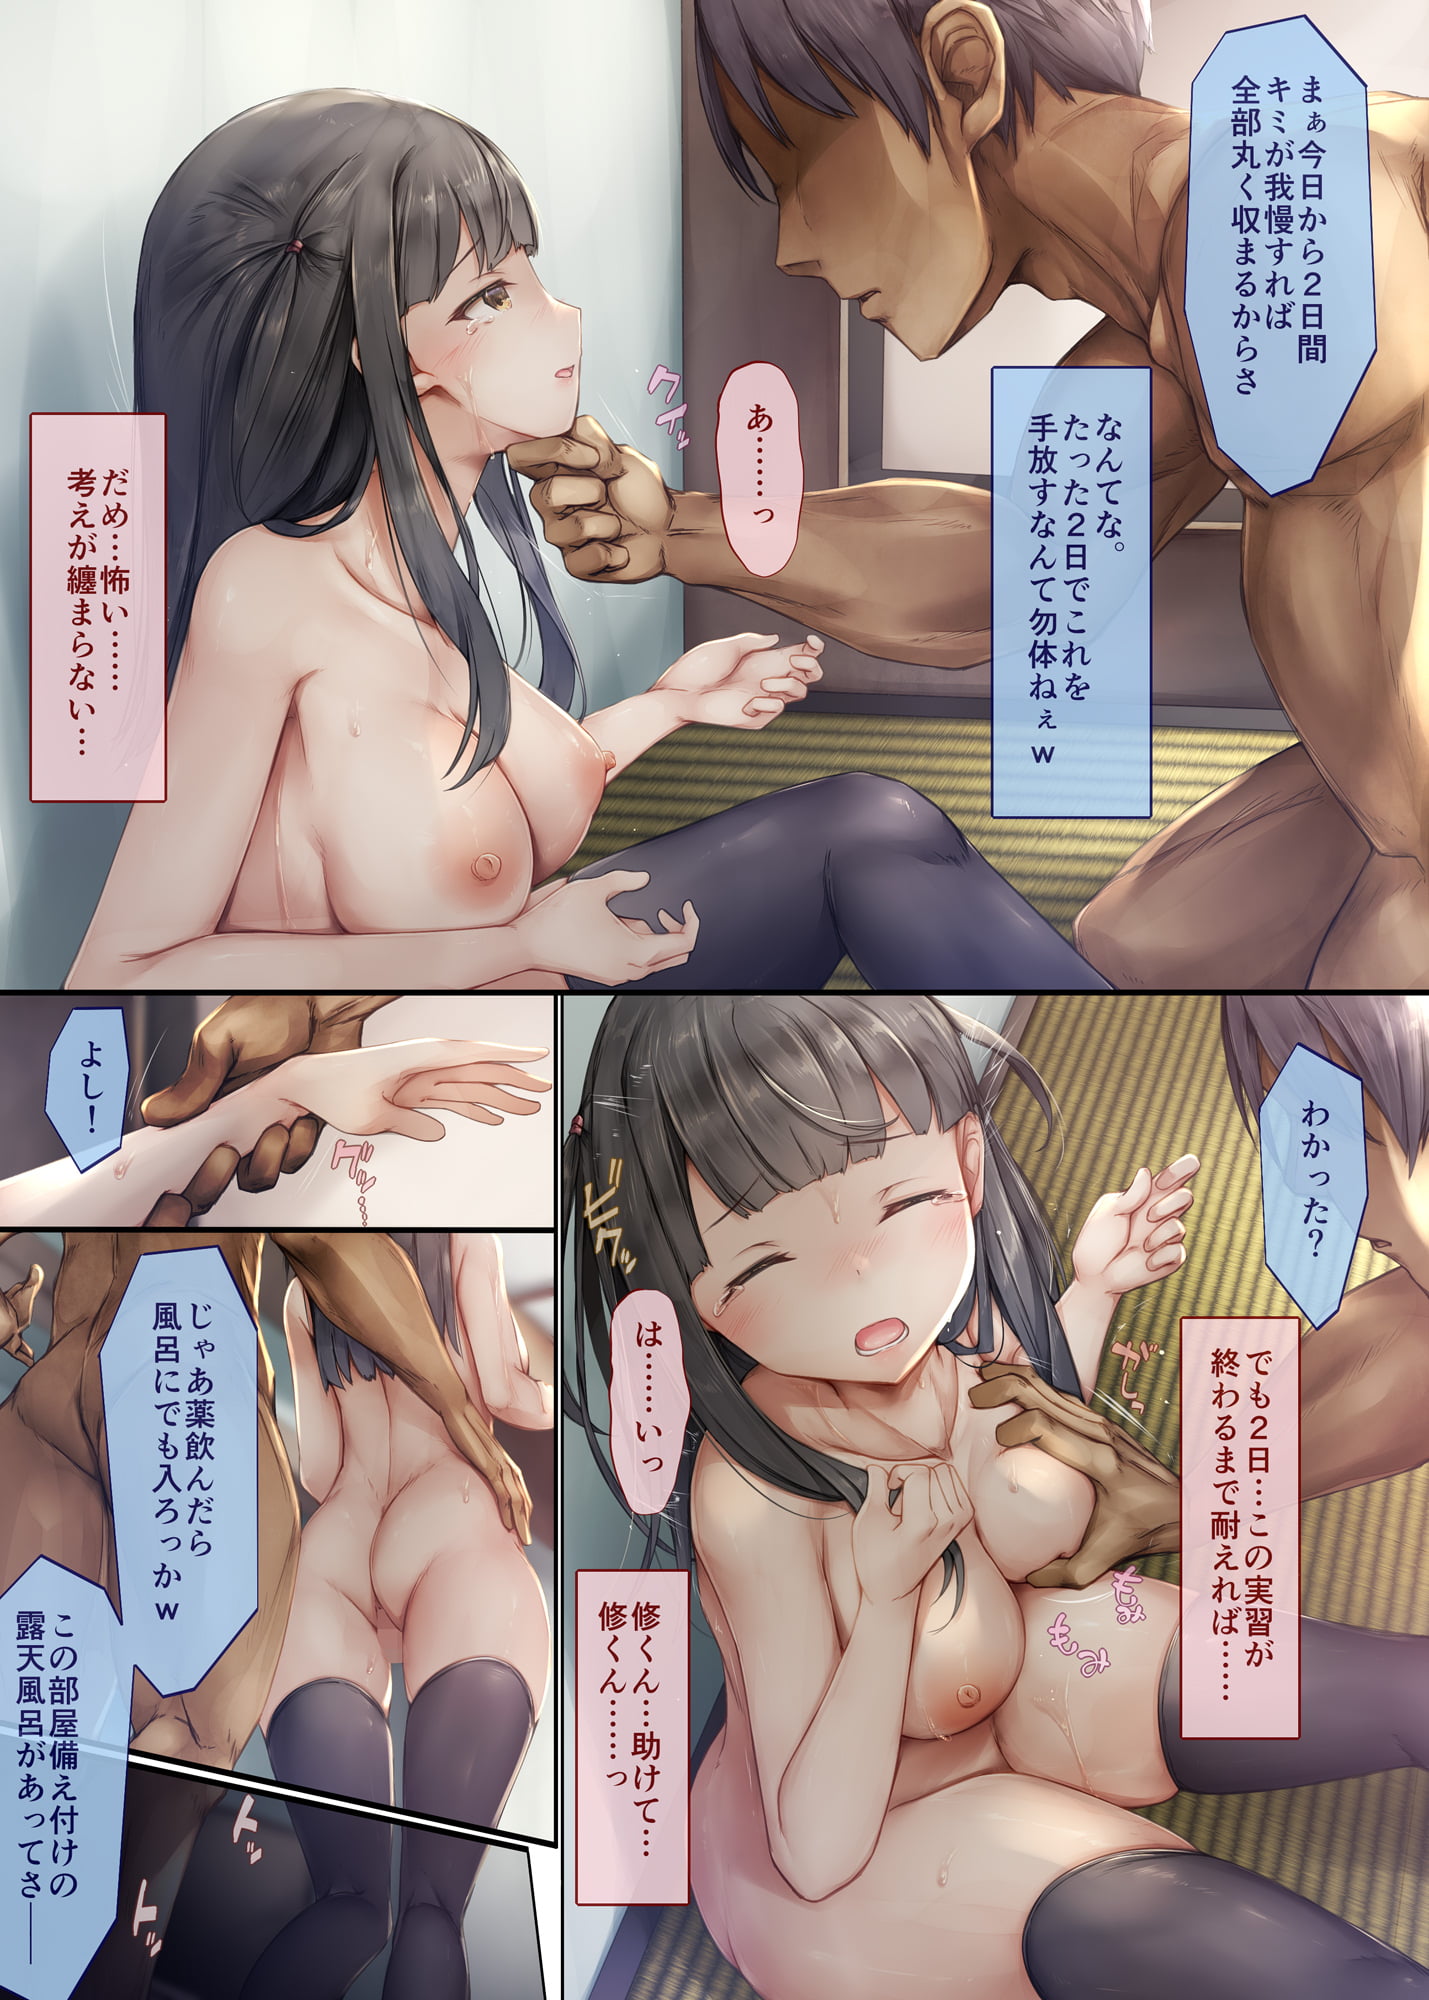 まぁ今日から２日間
キミが我慢すれば
全部丸く収まるからさ
なんてな。
たった２日でこれを
手放すなんて勿体ねぇw
あ……っ
クイッ
だめ…怖い……
考えが纏まらない…
わかった？
でも２日…この実習が
終わるまで耐えれば……
がしっ
ビクッ
は……いっ
もみ
もみ
修くん…助けて…
修くん……っ
よし！
グッ…
じゃあ薬飲んだら
風呂にでも入ろっかw
この部屋備え付けの
露天風呂があってさ――
トッ
トッ